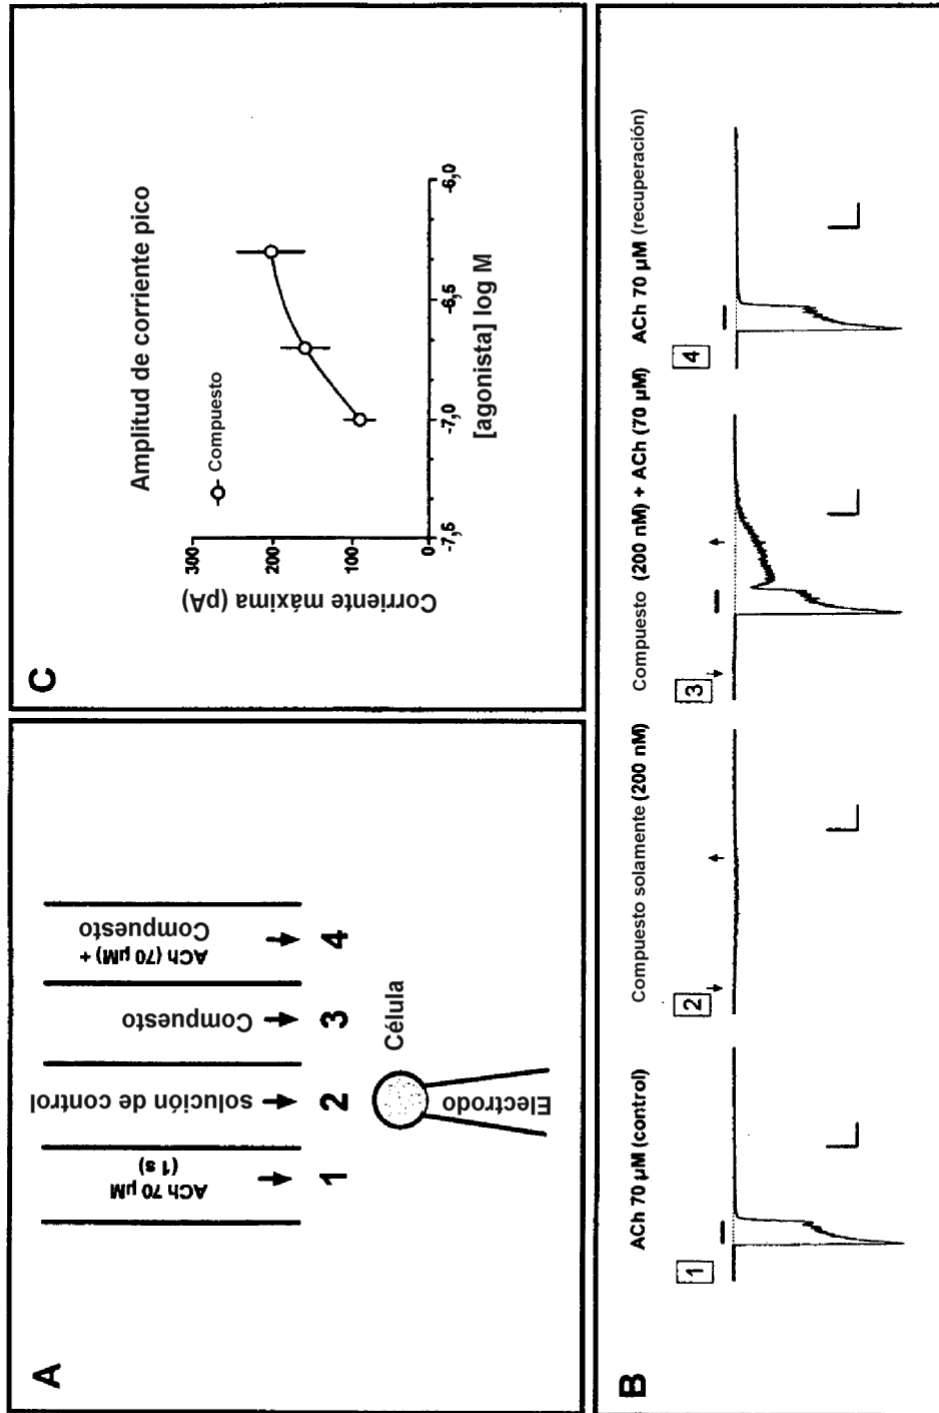 A
ACh 70 µM
(1 s)
solución de control
Compuesto
ACh (70 µM) +
Compuesto
1
2
3
4
Célula
Electrodo
C
Amplitud de corriente pico
Compuesto
Corriente máxima (pA)
300
200
100
0
-7,5
-7,0
-6,5
-6,0
[agonista] log M
B
1
ACh 70 µM (control)
2
Compuesto solamente (200 nM)
3
Compuesto (200 nM) + ACh (70 µM)
4
ACh 70 µM (recuperación)